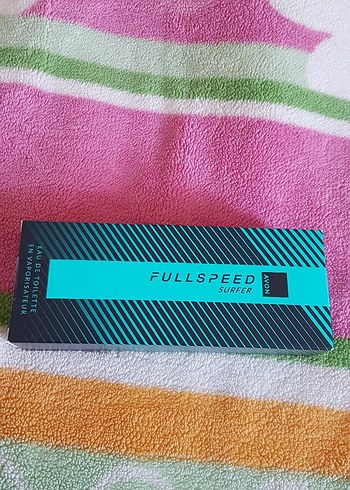 FULLSPEED
SURFER
AVON
EAU DE TOILETTE
EN VAPORISATEUR